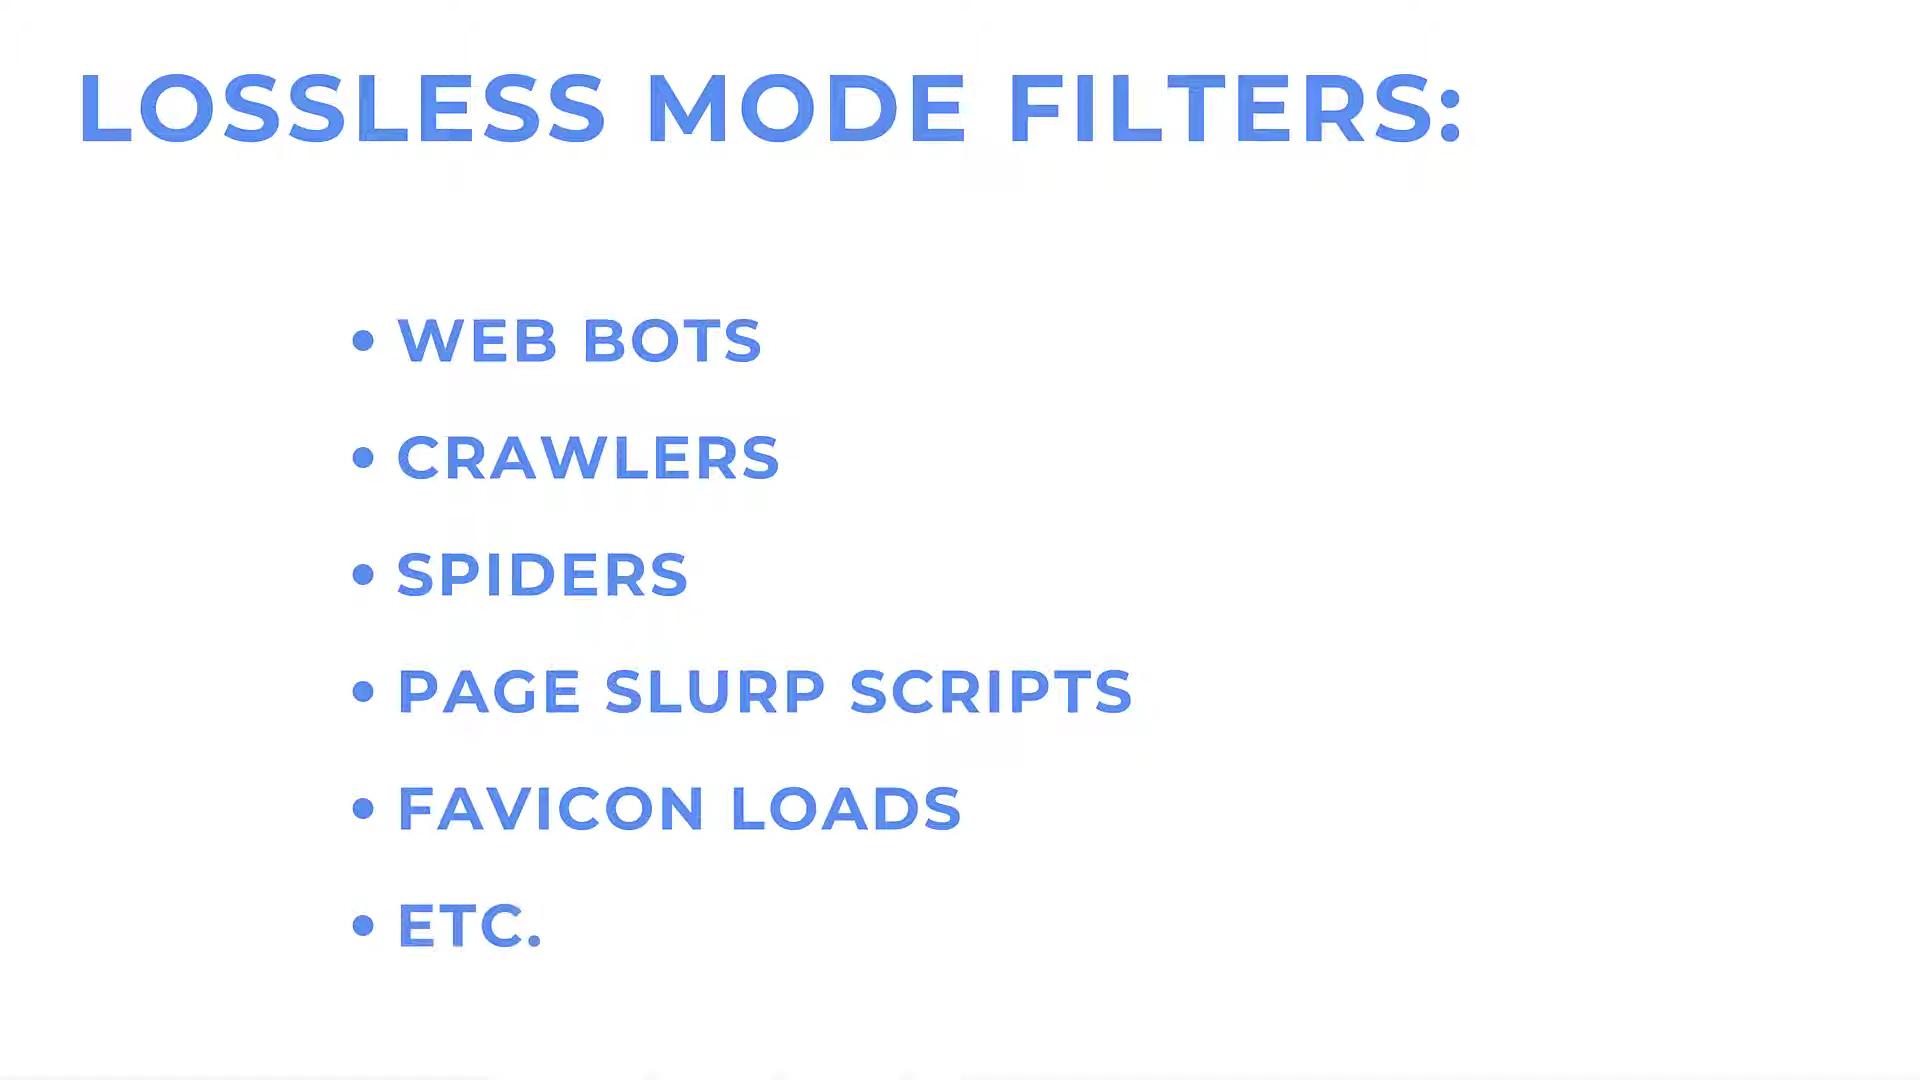 LOSSLESS MODE FILTERS:
• WEB BOTS
• CRAWLERS
• SPIDERS
• PAGE SLURP SCRIPTS
• FAVICON LOADS
• ETC.